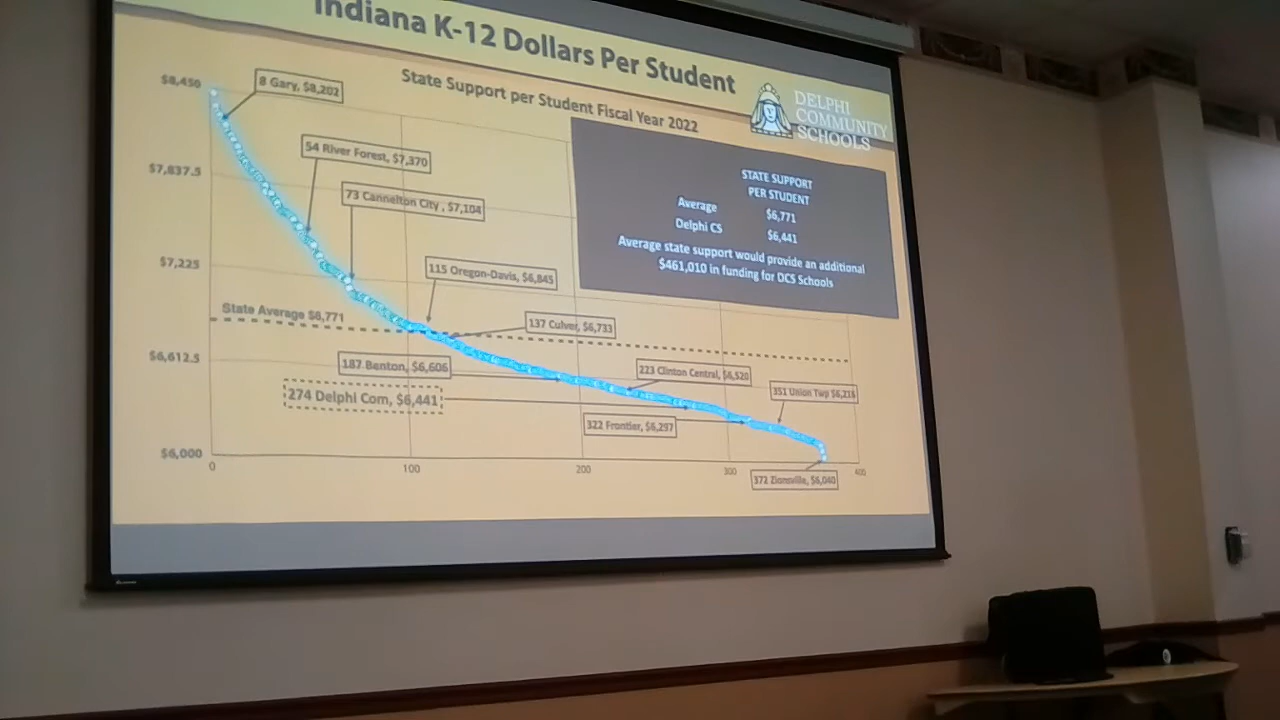 Indiana K-12 Dollars Per Student
State Support per Student Fiscal Year 2022
DELPHI
COMMUNITY
SCHOOLS
$8,450
$7,837.5
$7,225
$6,612.5
$6,000
0
100
200
300
400
8 Gary, $8,202
54 River Forest, $7,370
73 Cannelton City , $7,104
115 Oregon-Davis, $6,845
State Average $6,771
137 Culver, $6,733
187 Benton, $6,606
223 Clinton Central, $6,520
274 Delphi Com, $6,441
351 Union Twp $6,218
322 Frontier, $6,297
372 Zionsville, $6,040
STATE SUPPORT
PER STUDENT
Average $6,771
Delphi CS $6,441
Average state support would provide an additional
$461,010 in funding for DCS Schools